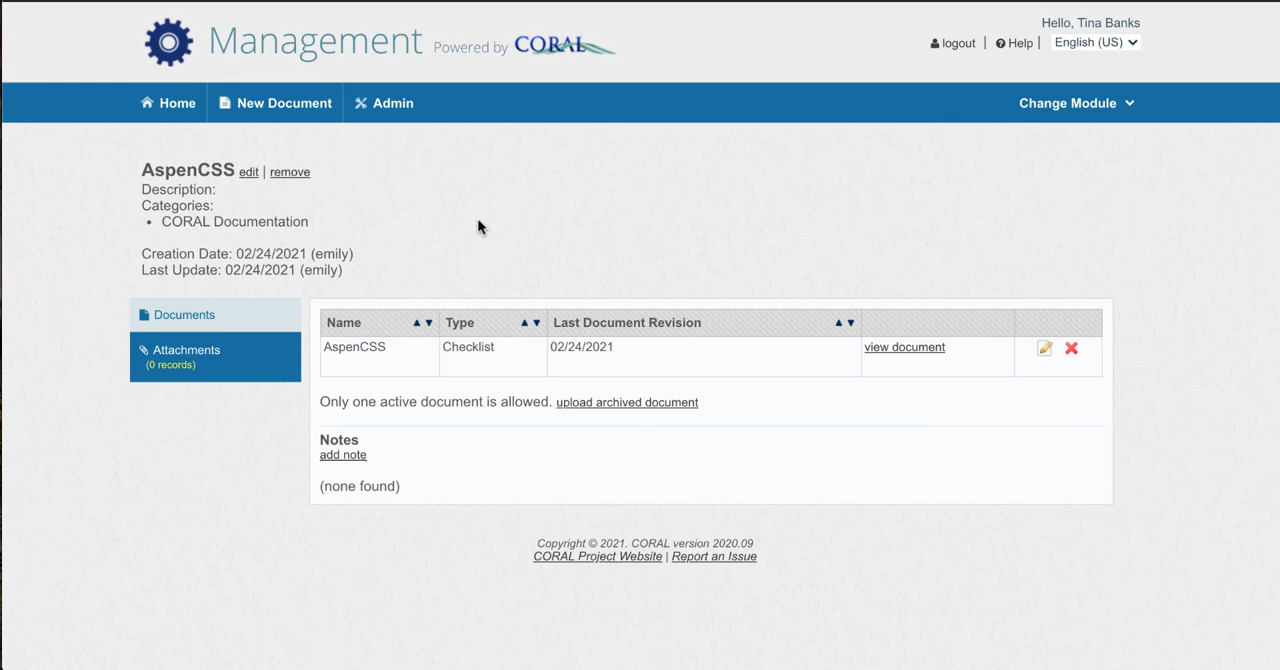 Hello, Tina Banks
Management Powered by CORAL
logout | Help | English (US)
Home New Document Admin Change Module
AspenCSS edit | remove
Description:
Categories:
• CORAL Documentation
Creation Date: 02/24/2021 (emily)
Last Update: 02/24/2021 (emily)
Documents
Attachments
(0 records)
Name Type Last Document Revision
AspenCSS Checklist 02/24/2021 view document
Only one active document is allowed. upload archived document
Notes
add note
(none found)
Copyright © 2021. CORAL version 2020.09
CORAL Project Website | Report an Issue